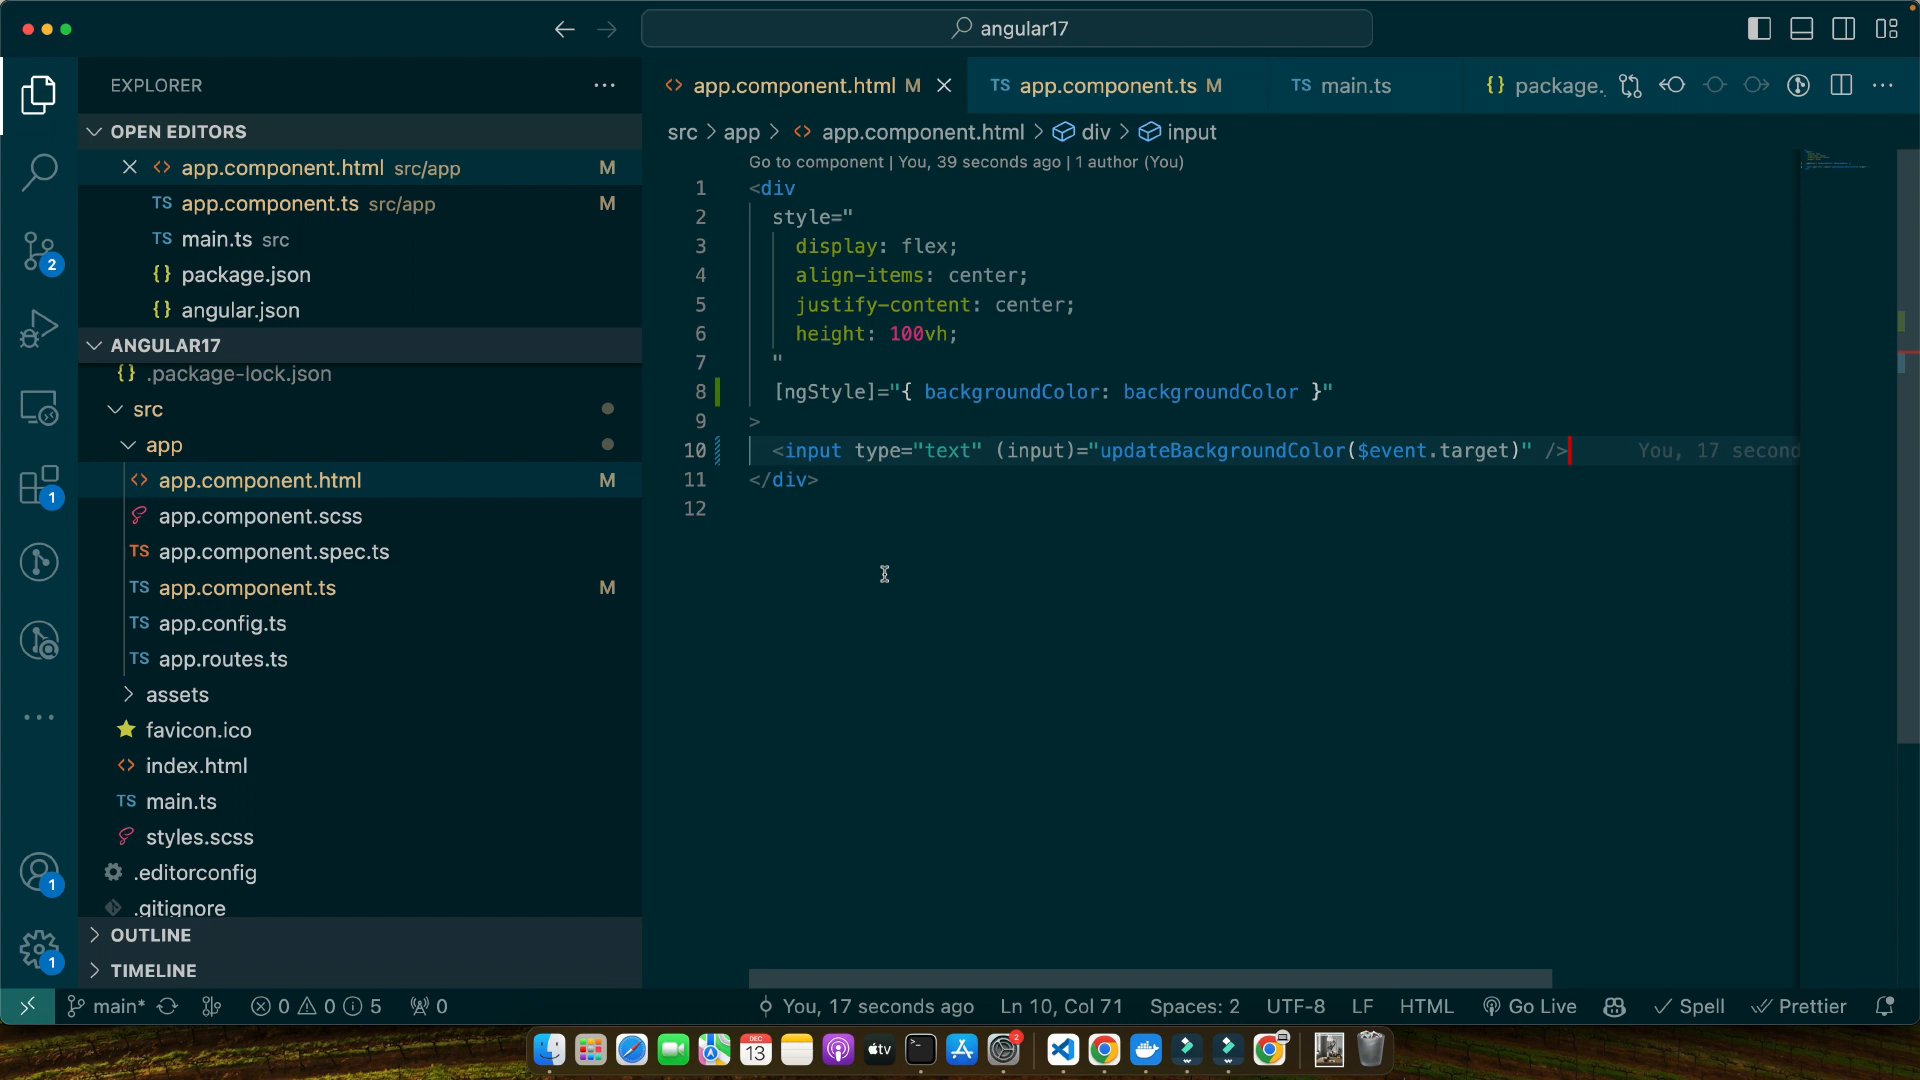 angular17
EXPLORER
OPEN EDITORS
app.component.html src/app M
TS app.component.ts src/app M
TS main.ts src
{} package.json
{} angular.json
ANGULAR17
{} .package-lock.json
src
app
app.component.html M
app.component.scss
TS app.component.spec.ts
TS app.component.ts M
TS app.config.ts
TS app.routes.ts
assets
favicon.ico
index.html
TS main.ts
styles.scss
.editorconfig
.gitignore
OUTLINE
TIMELINE
2
1
1
1
<> app.component.html M
TS app.component.ts M
TS main.ts
{} package.
src > app > <> app.component.html > div > input
Go to component | You, 39 seconds ago | 1 author (You)
1 <div
2 style="
3 display: flex;
4 align-items: center;
5 justify-content: center;
6 height: 100vh;
7 "
8 [ngStyle]="{ backgroundColor: backgroundColor }"
9 >
10 <input type="text" (input)="updateBackgroundColor($event.target)" /> You, 17 second
11 </div>
12
main* 0 0 5 0 You, 17 seconds ago Ln 10, Col 71 Spaces: 2 UTF-8 LF HTML Go Live Spell Prettier
DEC
13
tv
2